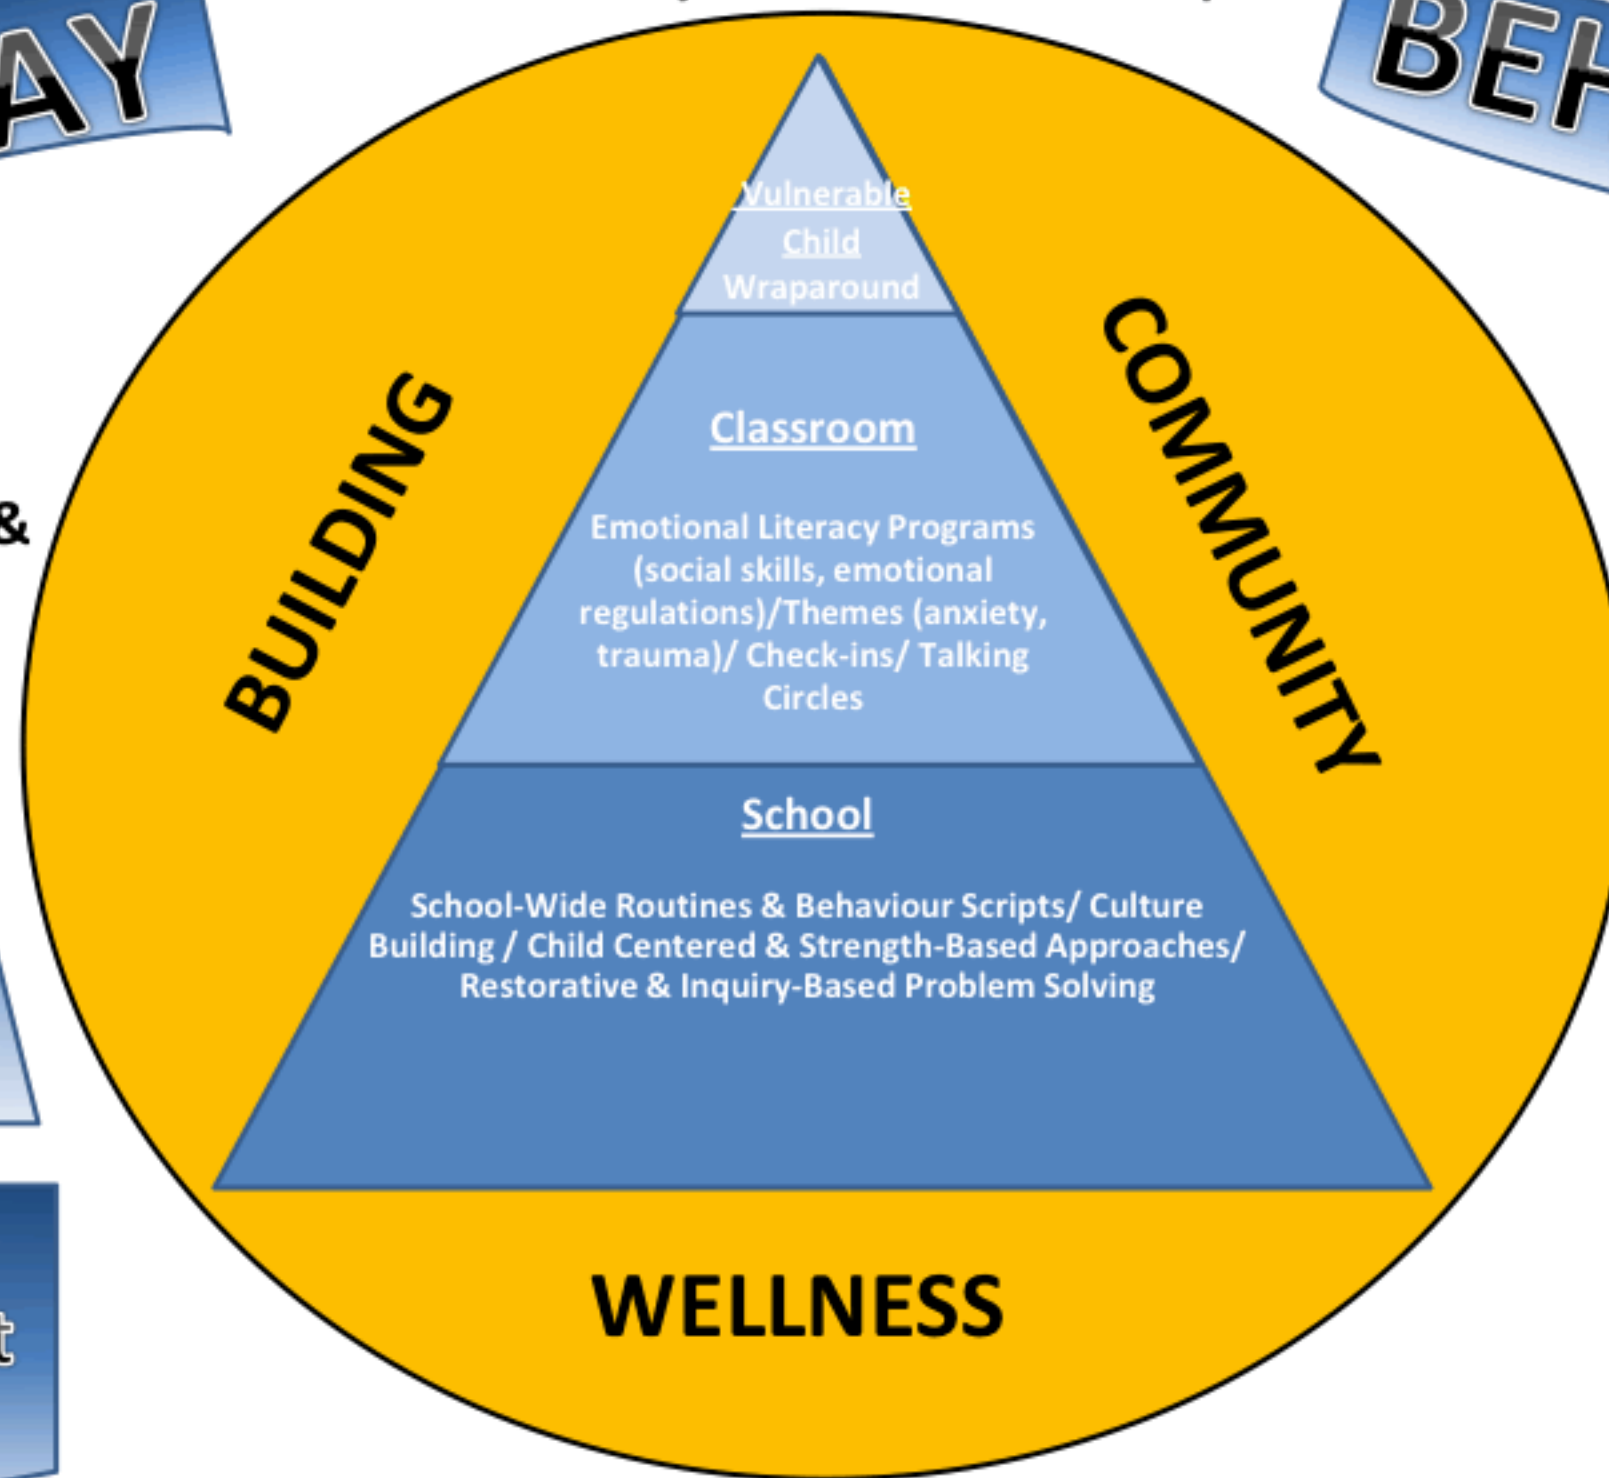 AY
BEH
Vulnerable
Child
Wraparound
BUILDING
COMMUNITY
Classroom
&
Emotional Literacy Programs
(social skills, emotional
regulations)/Themes (anxiety,
trauma)/ Check-ins/ Talking
Circles
School
School-Wide Routines & Behaviour Scripts/ Culture
Building / Child Centered & Strength-Based Approaches/
Restorative & Inquiry-Based Problem Solving
WELLNESS
t